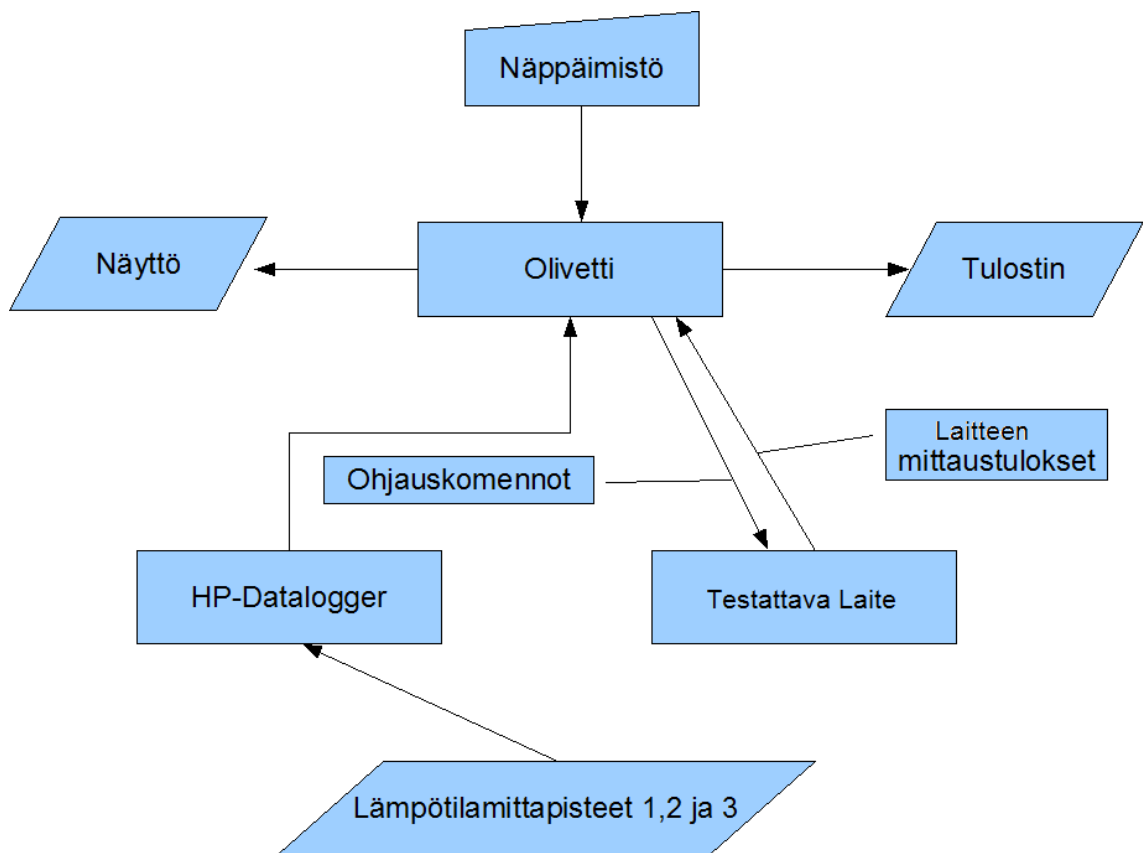 Näppäimistö
Näyttö
Olivetti
Tulostin
Laitteen
mittaustulokset
Ohjauskomennot
HP-Datalogger
Testattava Laite
Lämpötilamittapisteet 1,2 ja 3